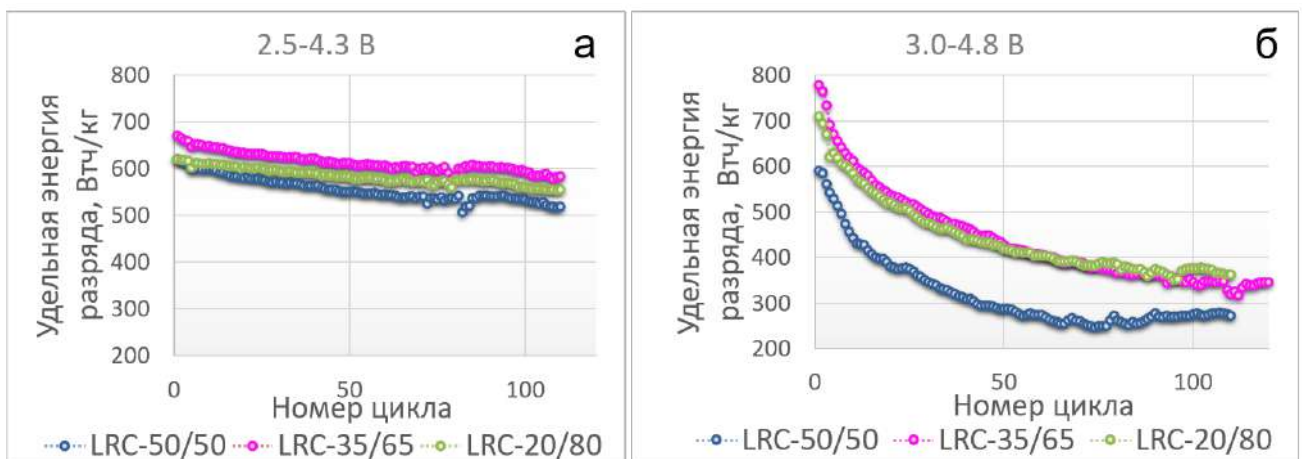 2.5-4.3 В
а
800
700
600
500
400
300
200
0
50
100
Удельная энергия
разряда, Втч/кг
Номер цикла
LRC-50/50 LRC-35/65 LRC-20/80
3.0-4.8 В
б
800
700
600
500
400
300
200
0
50
100
Удельная энергия
разряда, Втч/кг
Номер цикла
LRC-50/50 LRC-35/65 LRC-20/80